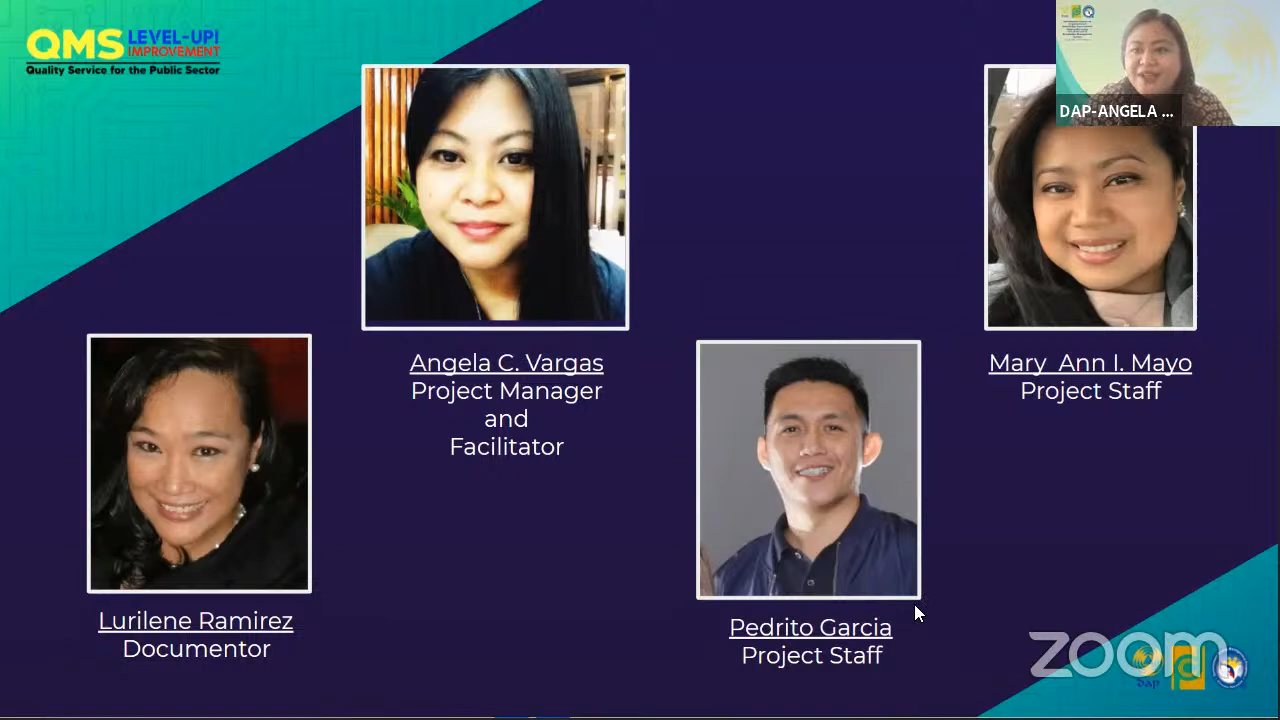 QMS LEVEL-UP!
IMPROVEMENT
Quality Service for the Public Sector
DAP-ANGELA ...
Angela C. Vargas
Project Manager
and
Facilitator
Mary Ann I. Mayo
Project Staff
Lurilene Ramirez
Documentor
Pedrito Garcia
Project Staff
zoom
dap